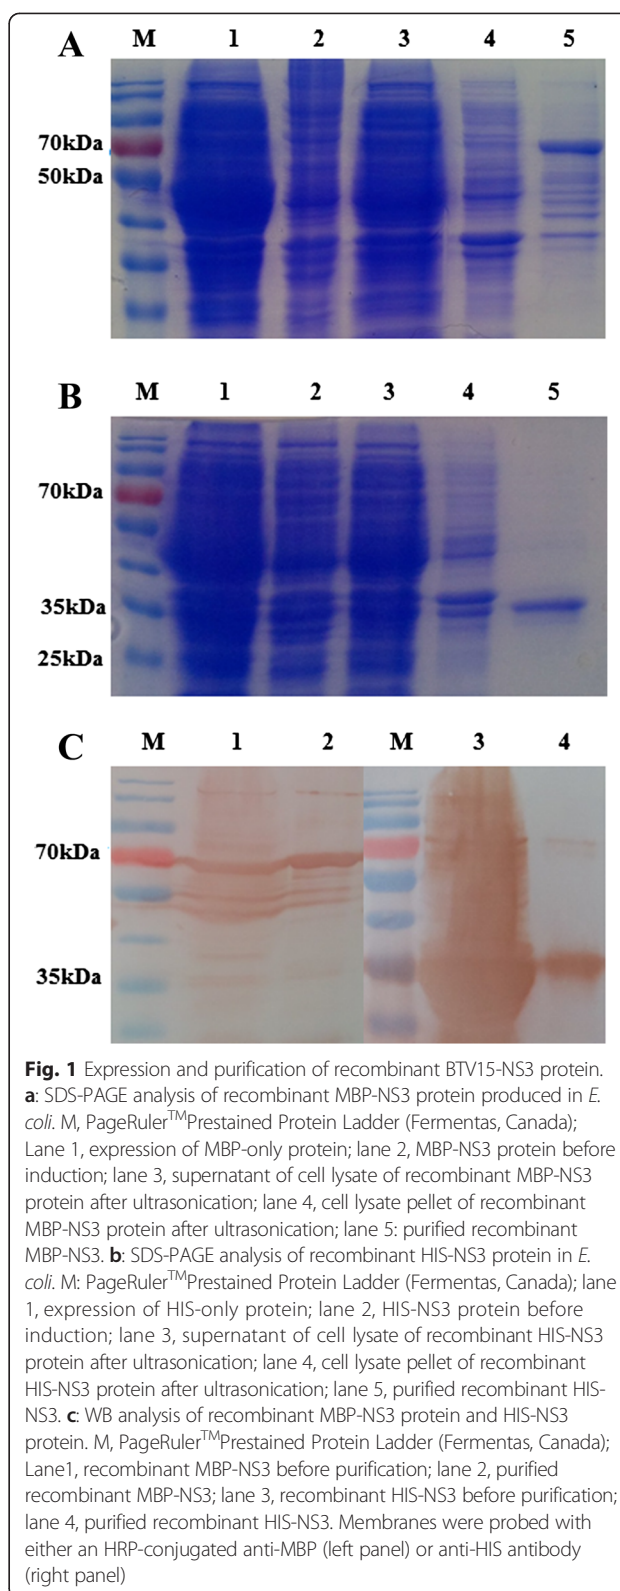 A M 1 2 3 4 5
70kDa
50kDa
B M 1 2 3 4 5
70kDa
35kDa
25kDa
C M 1 2 M 3 4
70kDa
35kDa
Fig. 1 Expression and purification of recombinant BTV15-NS3 protein.
a: SDS-PAGE analysis of recombinant MBP-NS3 protein produced in E.
coli. M, PageRuler™Prestained Protein Ladder (Fermentas, Canada);
Lane 1, expression of MBP-only protein; lane 2, MBP-NS3 protein before
induction; lane 3, supernatant of cell lysate of recombinant MBP-NS3
protein after ultrasonication; lane 4, cell lysate pellet of recombinant
MBP-NS3 protein after ultrasonication; lane 5: purified recombinant
MBP-NS3. b: SDS-PAGE analysis of recombinant HIS-NS3 protein in E.
coli. M: PageRuler™Prestained Protein Ladder (Fermentas, Canada); lane
1, expression of HIS-only protein; lane 2, HIS-NS3 protein before
induction; lane 3, supernatant of cell lysate of recombinant HIS-NS3
protein after ultrasonication; lane 4, cell lysate pellet of recombinant
HIS-NS3 protein after ultrasonication; lane 5, purified recombinant HIS-
NS3. c: WB analysis of recombinant MBP-NS3 protein and HIS-NS3
protein. M, PageRuler™Prestained Protein Ladder (Fermentas, Canada);
Lane1, recombinant MBP-NS3 before purification; lane 2, purified
recombinant MBP-NS3; lane 3, recombinant HIS-NS3 before purification;
lane 4, purified recombinant HIS-NS3. Membranes were probed with
either an HRP-conjugated anti-MBP (left panel) or anti-HIS antibody
(right panel)